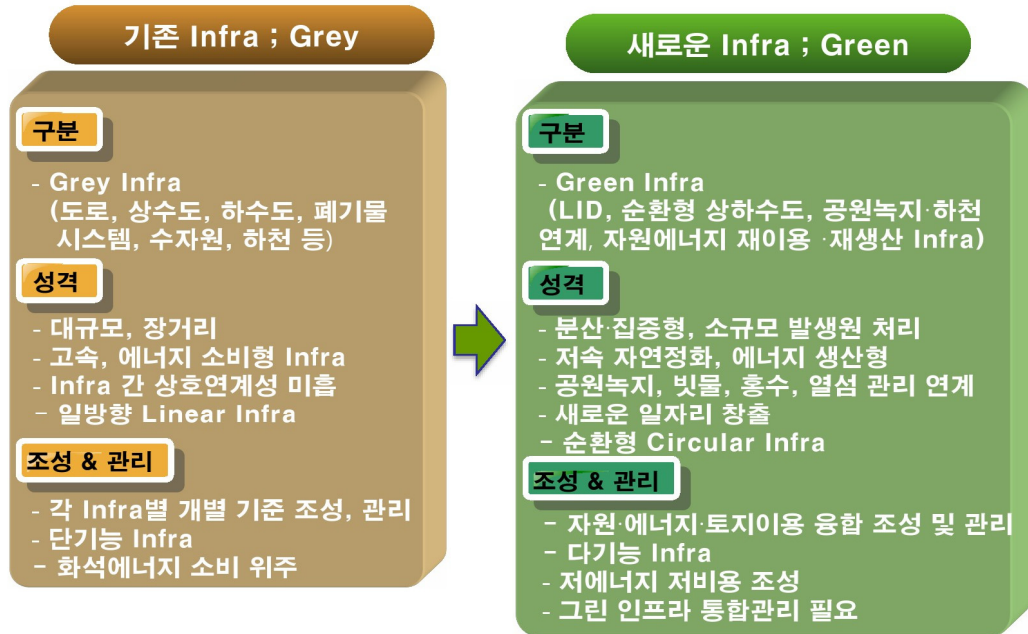 기존 Infra ; Grey
구분
- Grey Infra
(도로, 상수도, 하수도, 폐기물
시스템, 수자원, 하천 등)
성격
- 대규모, 장거리
- 고속, 에너지 소비형 Infra
- Infra 간 상호연계성 미흡
- 일방향 Linear Infra
조성 & 관리
- 각 Infra별 개별 기준 조성, 관리
- 단기능 Infra
- 화석에너지 소비 위주
새로운 Infra ; Green
구분
- Green Infra
(LID, 순환형 상하수도, 공원녹지·하천
연계, 자원에너지 재이용 ·재생산 Infra)
성격
- 분산·집중형, 소규모 발생원 처리
- 저속 자연정화, 에너지 생산형
- 공원녹지, 빗물, 홍수, 열섬 관리 연계
- 새로운 일자리 창출
- 순환형 Circular Infra
조성 & 관리
- 자원·에너지·토지이용 융합 조성 및 관리
- 다기능 Infra
- 저에너지 저비용 조성
- 그린 인프라 통합관리 필요